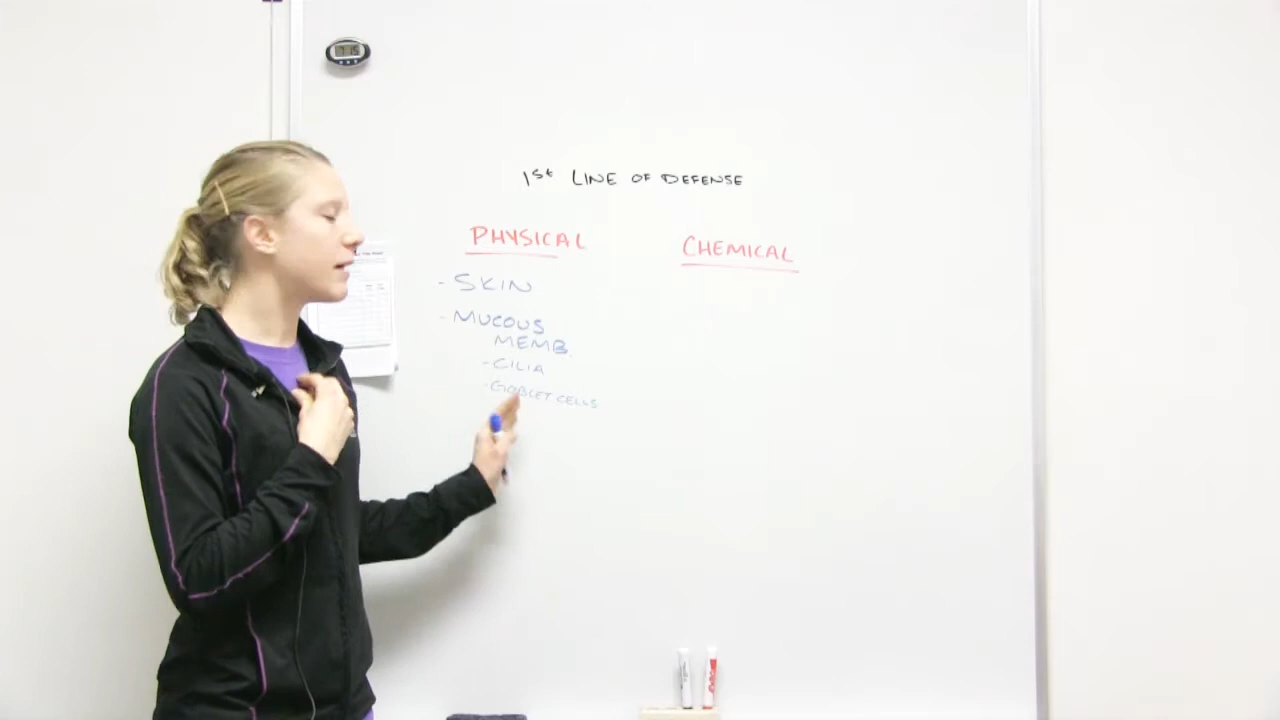 1st LINE OF DEFENSE
PHYSICAL
CHEMICAL
- SKIN
- MUCOUS
MEMB.
- CILIA
- GOBLET CELLS